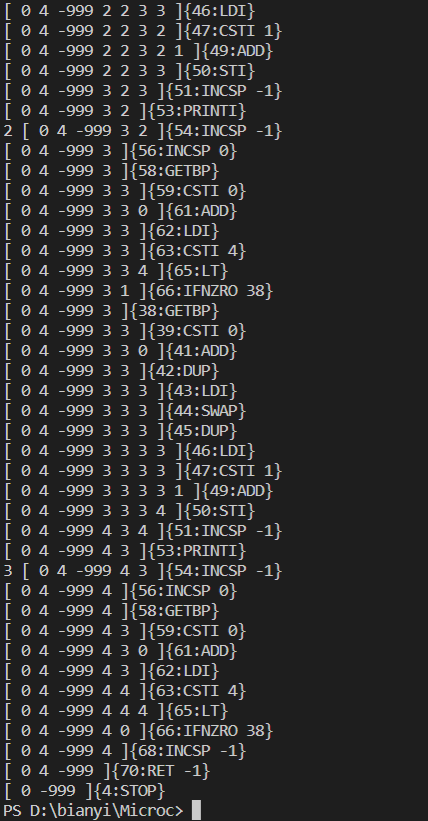 [ 0 4 -999 2 2 3 3 ]{46:LDI}
[ 0 4 -999 2 2 3 2 ]{47:CSTI 1}
[ 0 4 -999 2 2 3 2 1 ]{49:ADD}
[ 0 4 -999 2 2 3 3 ]{50:STI}
[ 0 4 -999 3 2 3 ]{51:INCSP -1}
[ 0 4 -999 3 2 ]{53:PRINTI}
2 [ 0 4 -999 3 2 ]{54:INCSP -1}
[ 0 4 -999 3 ]{56:INCSP 0}
[ 0 4 -999 3 ]{58:GETBP}
[ 0 4 -999 3 3 ]{59:CSTI 0}
[ 0 4 -999 3 3 0 ]{61:ADD}
[ 0 4 -999 3 3 ]{62:LDI}
[ 0 4 -999 3 3 ]{63:CSTI 4}
[ 0 4 -999 3 3 4 ]{65:LT}
[ 0 4 -999 3 1 ]{66:IFNZRO 38}
[ 0 4 -999 3 ]{38:GETBP}
[ 0 4 -999 3 3 ]{39:CSTI 0}
[ 0 4 -999 3 3 0 ]{41:ADD}
[ 0 4 -999 3 3 ]{42:DUP}
[ 0 4 -999 3 3 3 ]{43:LDI}
[ 0 4 -999 3 3 3 ]{44:SWAP}
[ 0 4 -999 3 3 3 ]{45:DUP}
[ 0 4 -999 3 3 3 3 ]{46:LDI}
[ 0 4 -999 3 3 3 3 ]{47:CSTI 1}
[ 0 4 -999 3 3 3 3 1 ]{49:ADD}
[ 0 4 -999 3 3 3 4 ]{50:STI}
[ 0 4 -999 4 3 4 ]{51:INCSP -1}
[ 0 4 -999 4 3 ]{53:PRINTI}
3 [ 0 4 -999 4 3 ]{54:INCSP -1}
[ 0 4 -999 4 ]{56:INCSP 0}
[ 0 4 -999 4 ]{58:GETBP}
[ 0 4 -999 4 3 ]{59:CSTI 0}
[ 0 4 -999 4 3 0 ]{61:ADD}
[ 0 4 -999 4 3 ]{62:LDI}
[ 0 4 -999 4 4 ]{63:CSTI 4}
[ 0 4 -999 4 4 4 ]{65:LT}
[ 0 4 -999 4 0 ]{66:IFNZRO 38}
[ 0 4 -999 4 ]{68:INCSP -1}
[ 0 4 -999 ]{70:RET -1}
[ 0 -999 ]{4:STOP}
PS D:\bianyi\Microc>